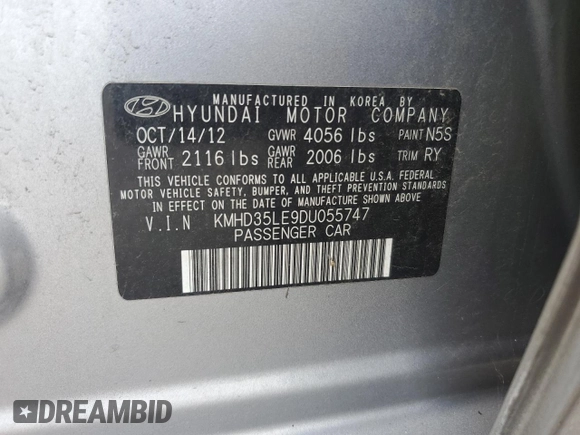 MANUFACTURED IN KOREA BY
HYUNDAI MOTOR COMPANY
OCT/14/12 GVWR 4056 lbs PAINT N5S
GAWR FRONT 2116 lbs GAWR REAR 2006 lbs TRIM RY
THIS VEHICLE CONFORMS TO ALL APPLICABLE U.S.A. FEDERAL
MOTOR VEHICLE SAFETY, BUMPER, AND THEFT PREVENTION STANDARDS
IN EFFECT ON THE DATE OF MANUFACTURE SHOWN ABOVE
V.I.N KMHD35LE9DU055747
PASSENGER CAR
DREAMBID